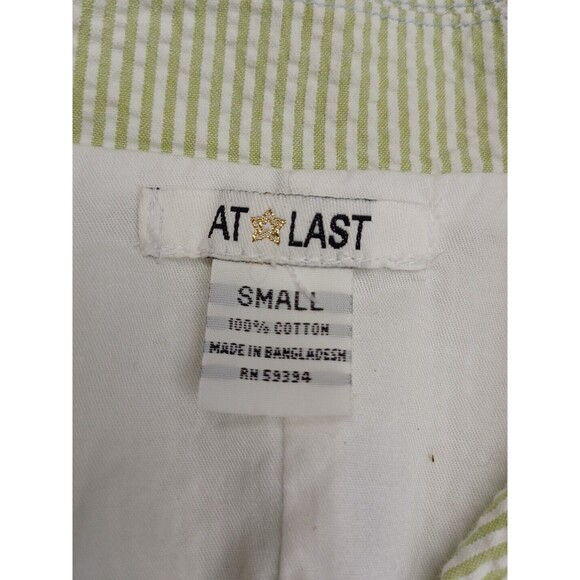 AT LAST
SMALL
100% COTTON
MADE IN BANGLADESH
RN 59394